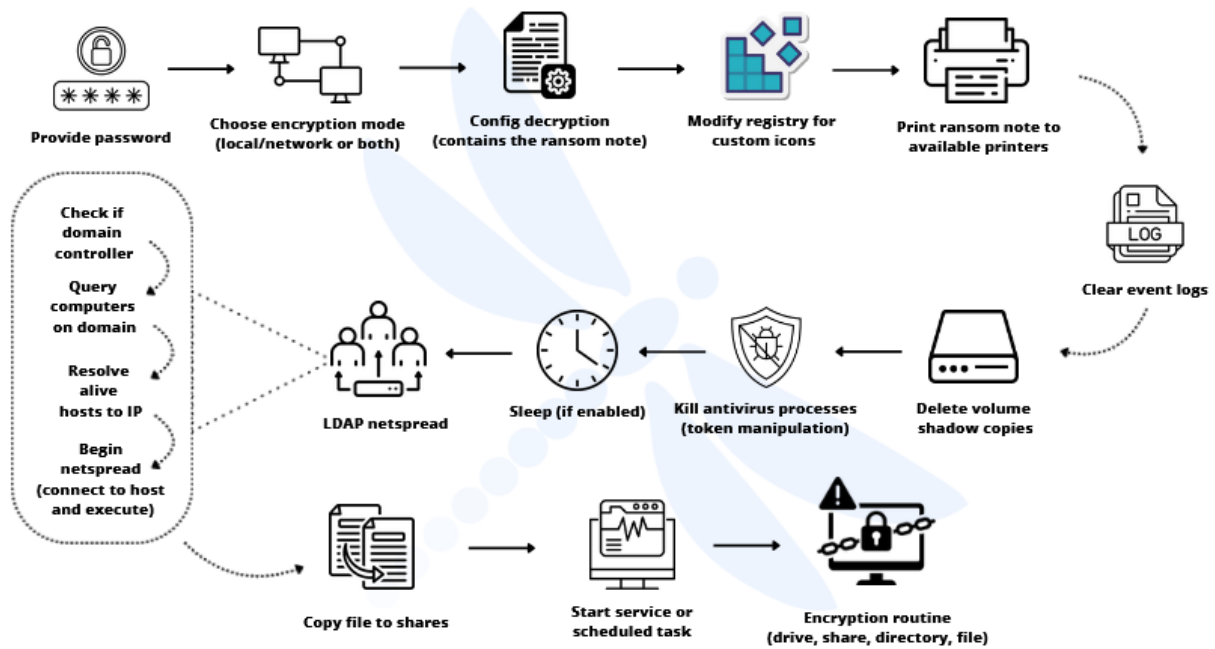 ＊＊＊＊
Provide password
Choose encryption mode
(local/network or both)
Config decryption
(contains the ransom note)
Modify registry for
custom icons
Print ransom note to
available printers
LOG
Clear event logs
Delete volume
shadow copies
Kill antivirus processes
(token manipulation)
Sleep (if enabled)
LDAP netspread
Check if
domain
controller
Query
computers
on domain
Resolve
alive
hosts to IP
Begin
netspread
(connect to host
and execute)
Copy file to shares
Start service or
scheduled task
Encryption routine
(drive, share, directory, file)